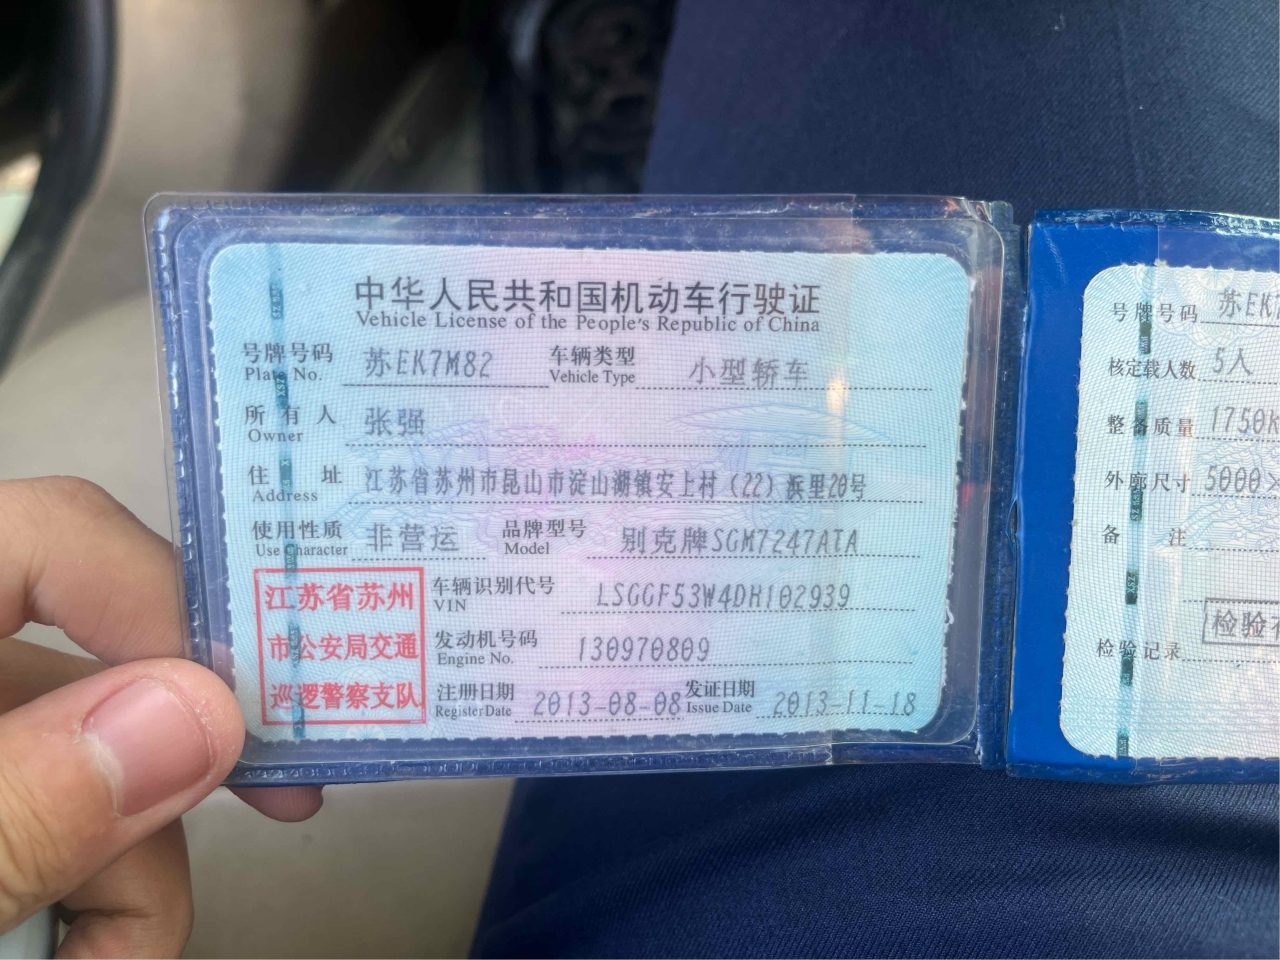 中华人民共和国机动车行驶证
Vehicle License of the People's Republic of China
号牌号码 苏EK7M82 车辆类型 小型轿车
Plate No. Vehicle Type
所有人 张强
Owner
住址 江苏省苏州市昆山市淀山湖镇安上村（22）浜里20号
Address
使用性质 非营运 品牌型号 别克牌SGM7247ATA
Use Character Model
江苏省苏州
市公安局交通
巡逻警察支队
车辆识别代号 LSGGF53W4DH102939
VIN
发动机号码 130970809
Engine No.
注册日期 2013-08-08 发证日期 2013-11-18
Register Date Issue Date
号牌号码 苏EK
核定载人数 5人
整备质量 1750K
外廓尺寸 5000×
备注
检验
检验记录